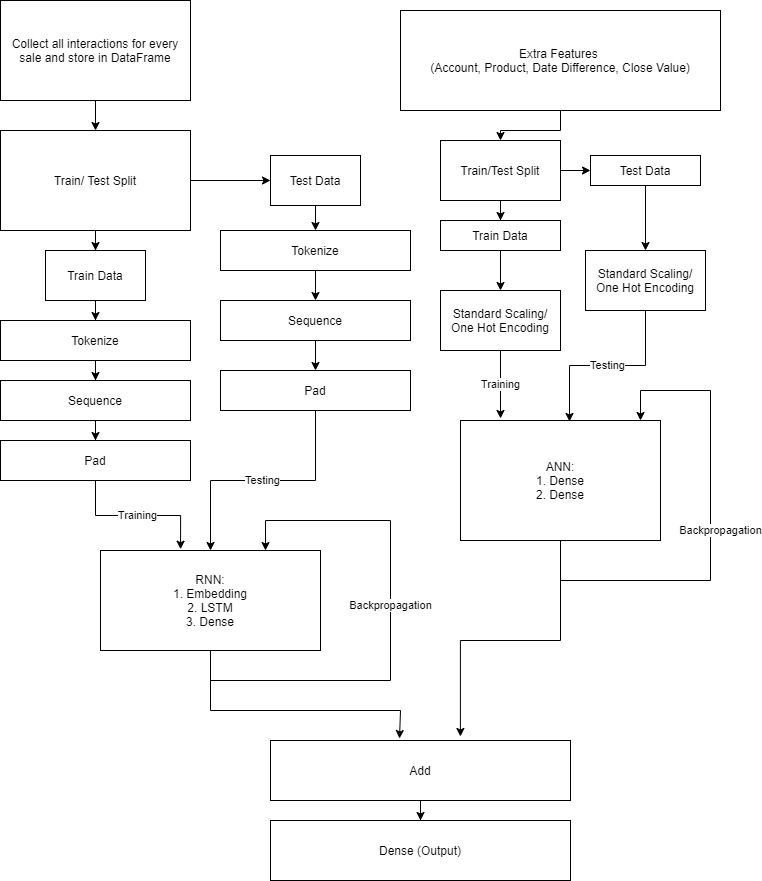 Collect all interactions for every
sale and store in DataFrame
Extra Features
(Account, Product, Date Difference, Close Value)
Train/ Test Split
Test Data
Train/Test Split
Test Data
Tokenize
Train Data
Train Data
Standard Scaling/
One Hot Encoding
Sequence
Standard Scaling/
One Hot Encoding
Tokenize
Testing
Training
Pad
Sequence
Pad
ANN:
1. Dense
2. Dense
Testing
Training
Backpropagation
RNN:
1. Embedding
2. LSTM
3. Dense
Backpropagation
Add
Dense (Output)